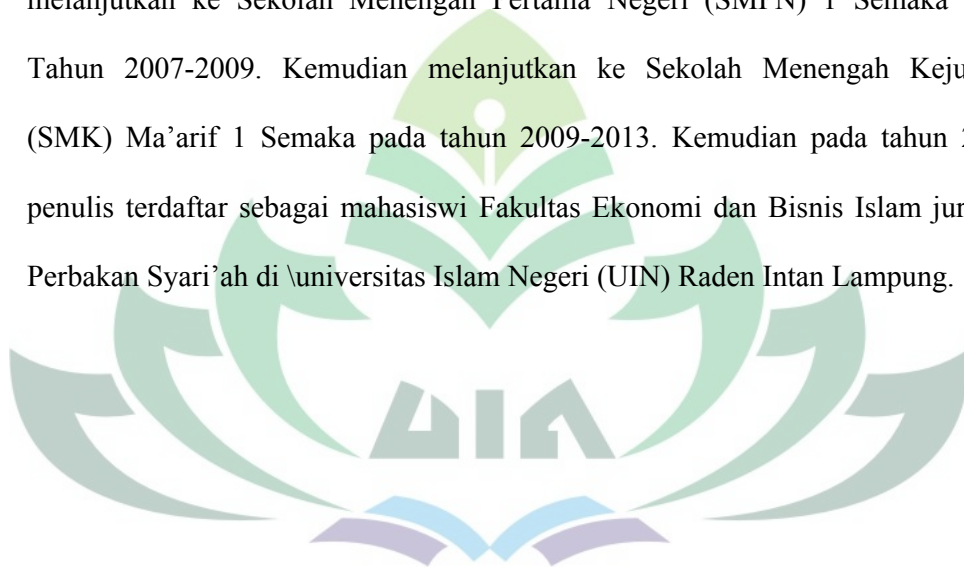 melanjutkan ke Sekolah Menengah Pertama Negeri (SMPN) 1 Semaka
Tahun 2007-2009. Kemudian melanjutkan ke Sekolah Menengah Keju
(SMK) Ma’arif 1 Semaka pada tahun 2009-2013. Kemudian pada tahun
penulis terdaftar sebagai mahasiswi Fakultas Ekonomi dan Bisnis Islam jur
Perbakan Syari’ah di \universitas Islam Negeri (UIN) Raden Intan Lampung.
UIN